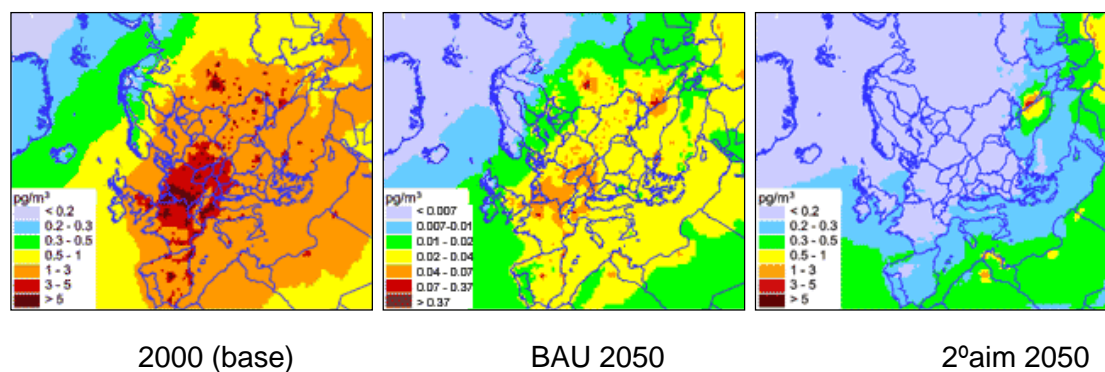 pg/m³
< 0.2
0.2 - 0.3
0.3 - 0.5
0.5 - 1
1 - 3
3 - 5
> 5
pg/m³
< 0.007
0.007-0.01
0.01 - 0.02
0.02 - 0.04
0.04 - 0.07
0.07 - 0.37
> 0.37
pg/m³
< 0.2
0.2 - 0.3
0.3 - 0.5
0.5 - 1
1 - 3
3 - 5
> 5
2000 (base)
BAU 2050
2ºaim 2050